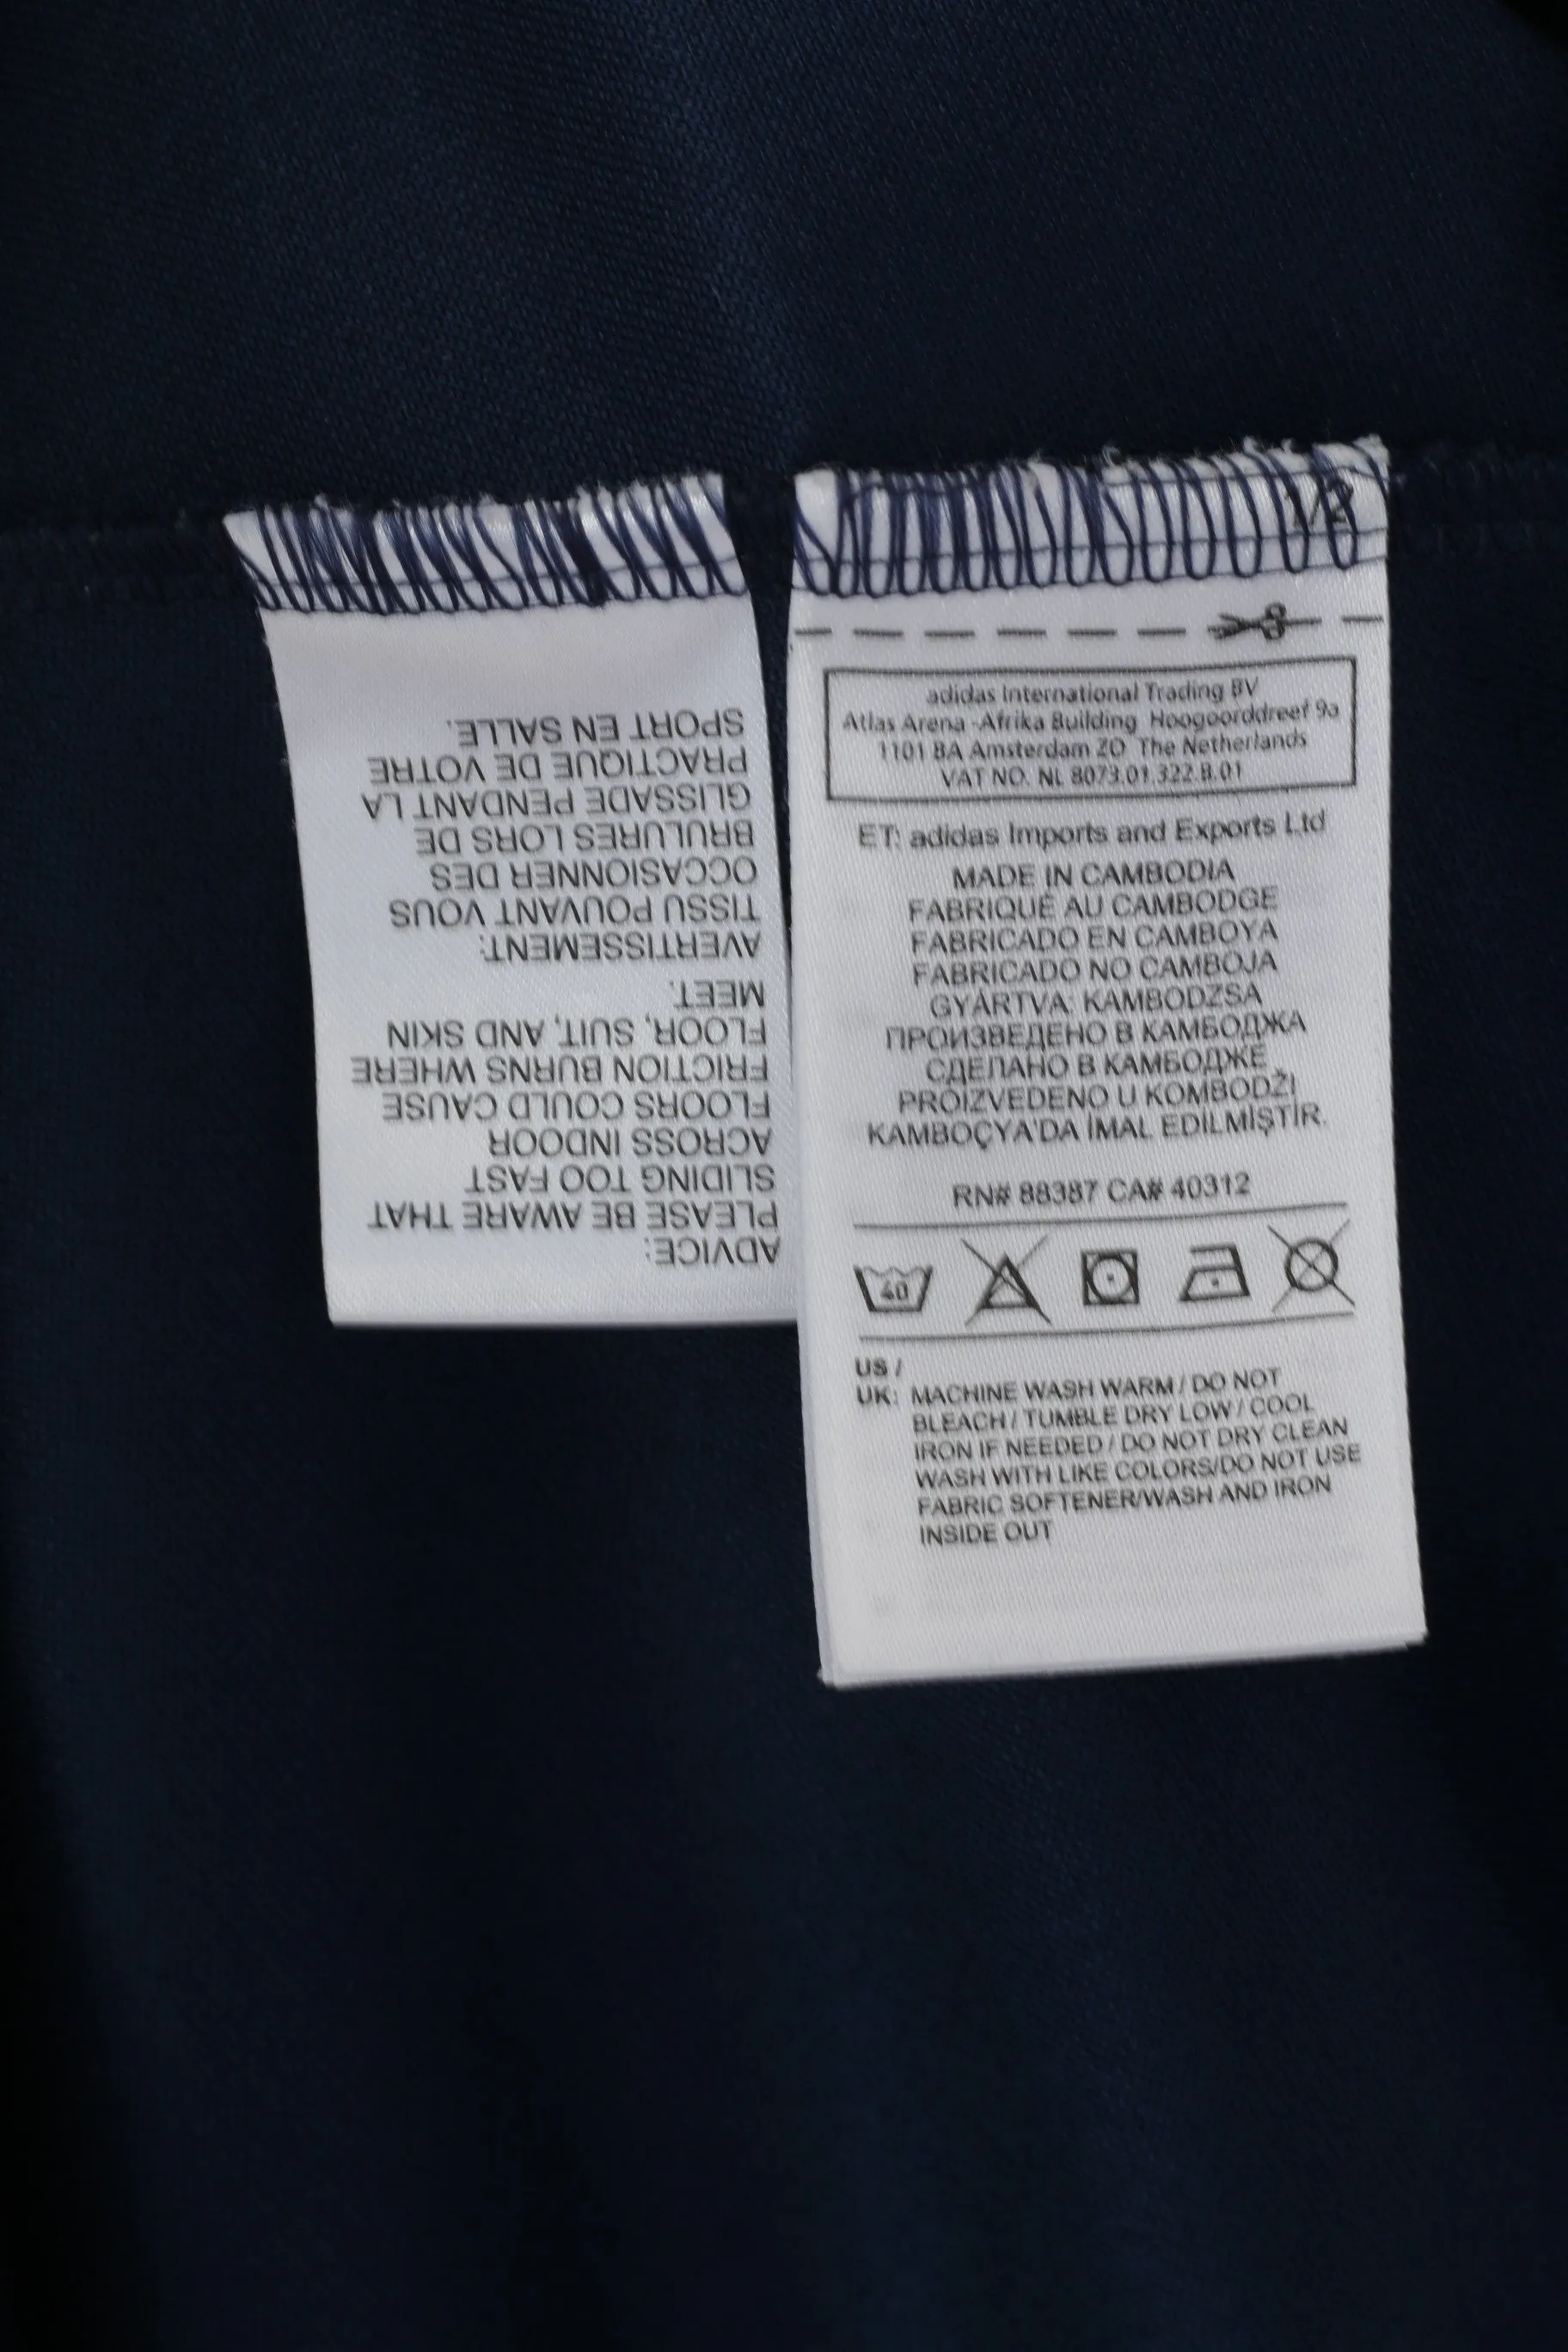 ADVICE:
PLEASE BE AWARE THAT
SLIDING TOO FAST
ACROSS INDOOR
FLOORS COULD CAUSE
FRICTION BURNS WHERE
FLOOR, SUIT, AND SKIN
MEET.
AVERTISSEMENT:
TISSU POUVANT VOUS
OCCASIONNER DES
BRULURES LORS DE
GLISSADE PENDANT LA
PRACTIQUE DE VOTRE
SPORT EN SALLE.
1/2
adidas International Trading BV
Atlas Arena -Afrika Building Hoogoorddreef 9a
1101 BA Amsterdam ZO The Netherlands
VAT NO. NL 8073.01.322.B.01
ET: adidas Imports and Exports Ltd
MADE IN CAMBODIA
FABRIQUÉ AU CAMBODGE
FABRICADO EN CAMBOYA
FABRICADO NO CAMBOJA
GYÁRTVA: KAMBODZSA
ПРОИЗВЕДЕНО В КАМБОДЖА
СДЕЛАНО В КАМБОДЖЕ
PROIZVEDENO U KOMBODŽI
KAMBOÇYA'DA İMAL EDİLMİŞTİR.
RN# 88387 CA# 40312
40
US /
UK: MACHINE WASH WARM / DO NOT
BLEACH / TUMBLE DRY LOW / COOL
IRON IF NEEDED / DO NOT DRY CLEAN
WASH WITH LIKE COLORS/DO NOT USE
FABRIC SOFTENER/WASH AND IRON
INSIDE OUT